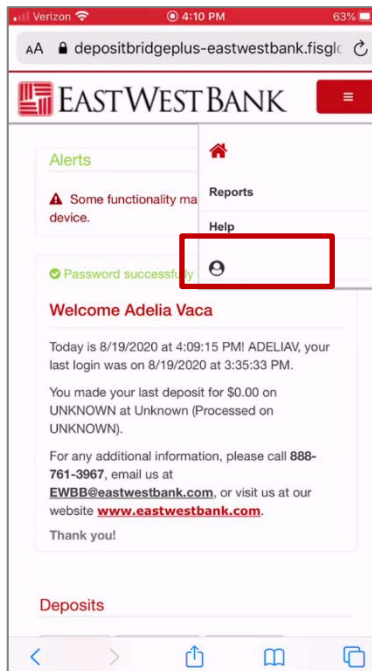 Verizon 4:10 PM 63%
AA depositbridgeplus-eastwestbank.fisglo
EASTWESTBANK
Alerts
Some functionality ma
device.
Reports
Help
Password successfully
Welcome Adelia Vaca
Today is 8/19/2020 at 4:09:15 PM! ADELIAV, your
last login was on 8/19/2020 at 3:35:33 PM.
You made your last deposit for $0.00 on
UNKNOWN at Unknown (Processed on
UNKNOWN).
For any additional information, please call 888-
761-3967, email us at
EWBB@eastwestbank.com, or visit us at our
website www.eastwestbank.com.
Thank you!
Deposits